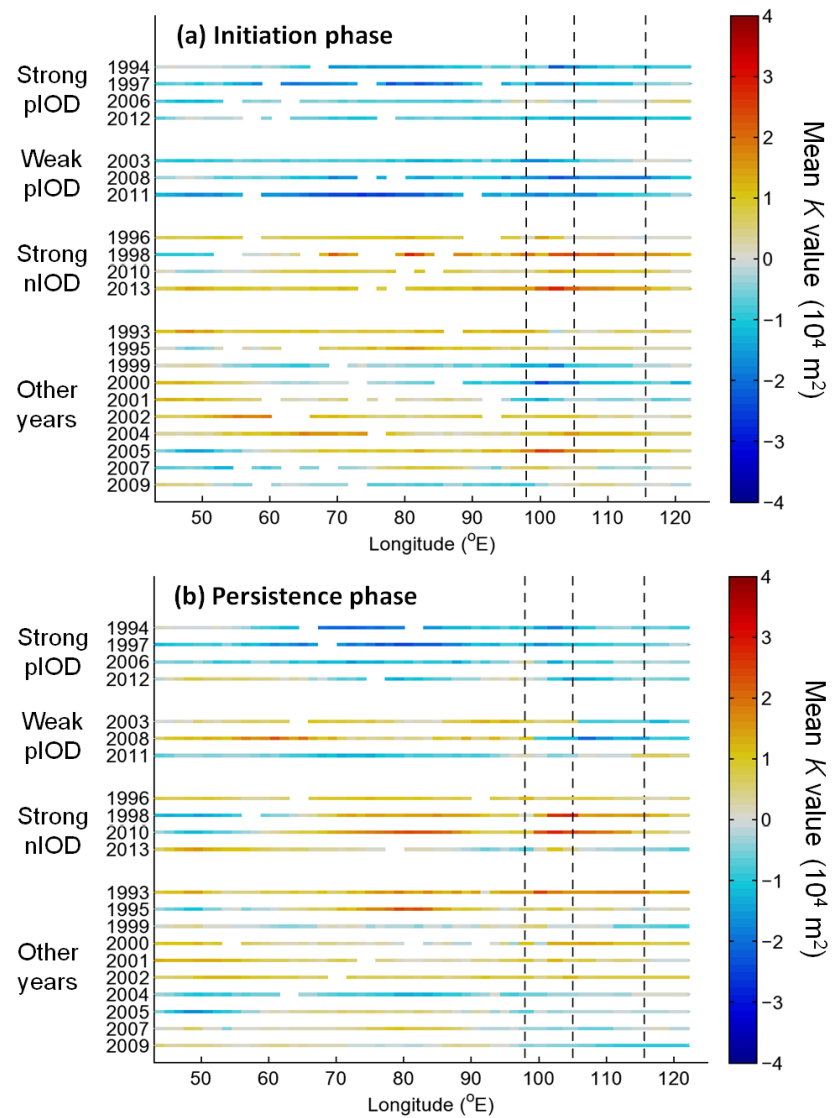 (a) Initiation phase
Strong
pIOD
1994
1997
2006
2012
Weak
pIOD
2003
2008
2011
Strong
nIOD
1996
1998
2010
2013
Other
years
1993
1995
1999
2000
2001
2002
2004
2005
2007
2009
50 60 70 80 90 100 110 120
Longitude (°E)
4
3
2
1
0
−1
−2
−3
−4
Mean K value (10⁴ m²)
(b) Persistence phase
Strong
pIOD
1994
1997
2006
2012
Weak
pIOD
2003
2008
2011
Strong
nIOD
1996
1998
2010
2013
Other
years
1993
1995
1999
2000
2001
2002
2004
2005
2007
2009
50 60 70 80 90 100 110 120
Longitude (°E)
4
3
2
1
0
−1
−2
−3
−4
Mean K value (10⁴ m²)